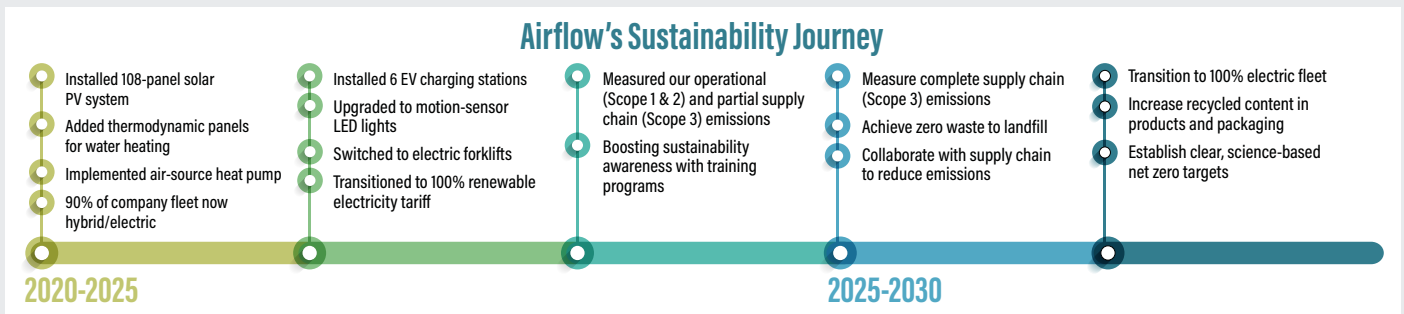 Airflow's Sustainability Journey
Installed 108-panel solar
PV system
Added thermodynamic panels
for water heating
Implemented air-source heat pump
90% of company fleet now
hybrid/electric
Installed 6 EV charging stations
Upgraded to motion-sensor
LED lights
Switched to electric forklifts
Transitioned to 100% renewable
electricity tariff
Measured our operational
(Scope 1 & 2) and partial supply
chain (Scope 3) emissions
Boosting sustainability
awareness with training
programs
Measure complete supply chain
(Scope 3) emissions
Achieve zero waste to landfill
Collaborate with supply chain
to reduce emissions
Transition to 100% electric fleet
Increase recycled content in
products and packaging
Establish clear, science-based
net zero targets
2020-2025
2025-2030